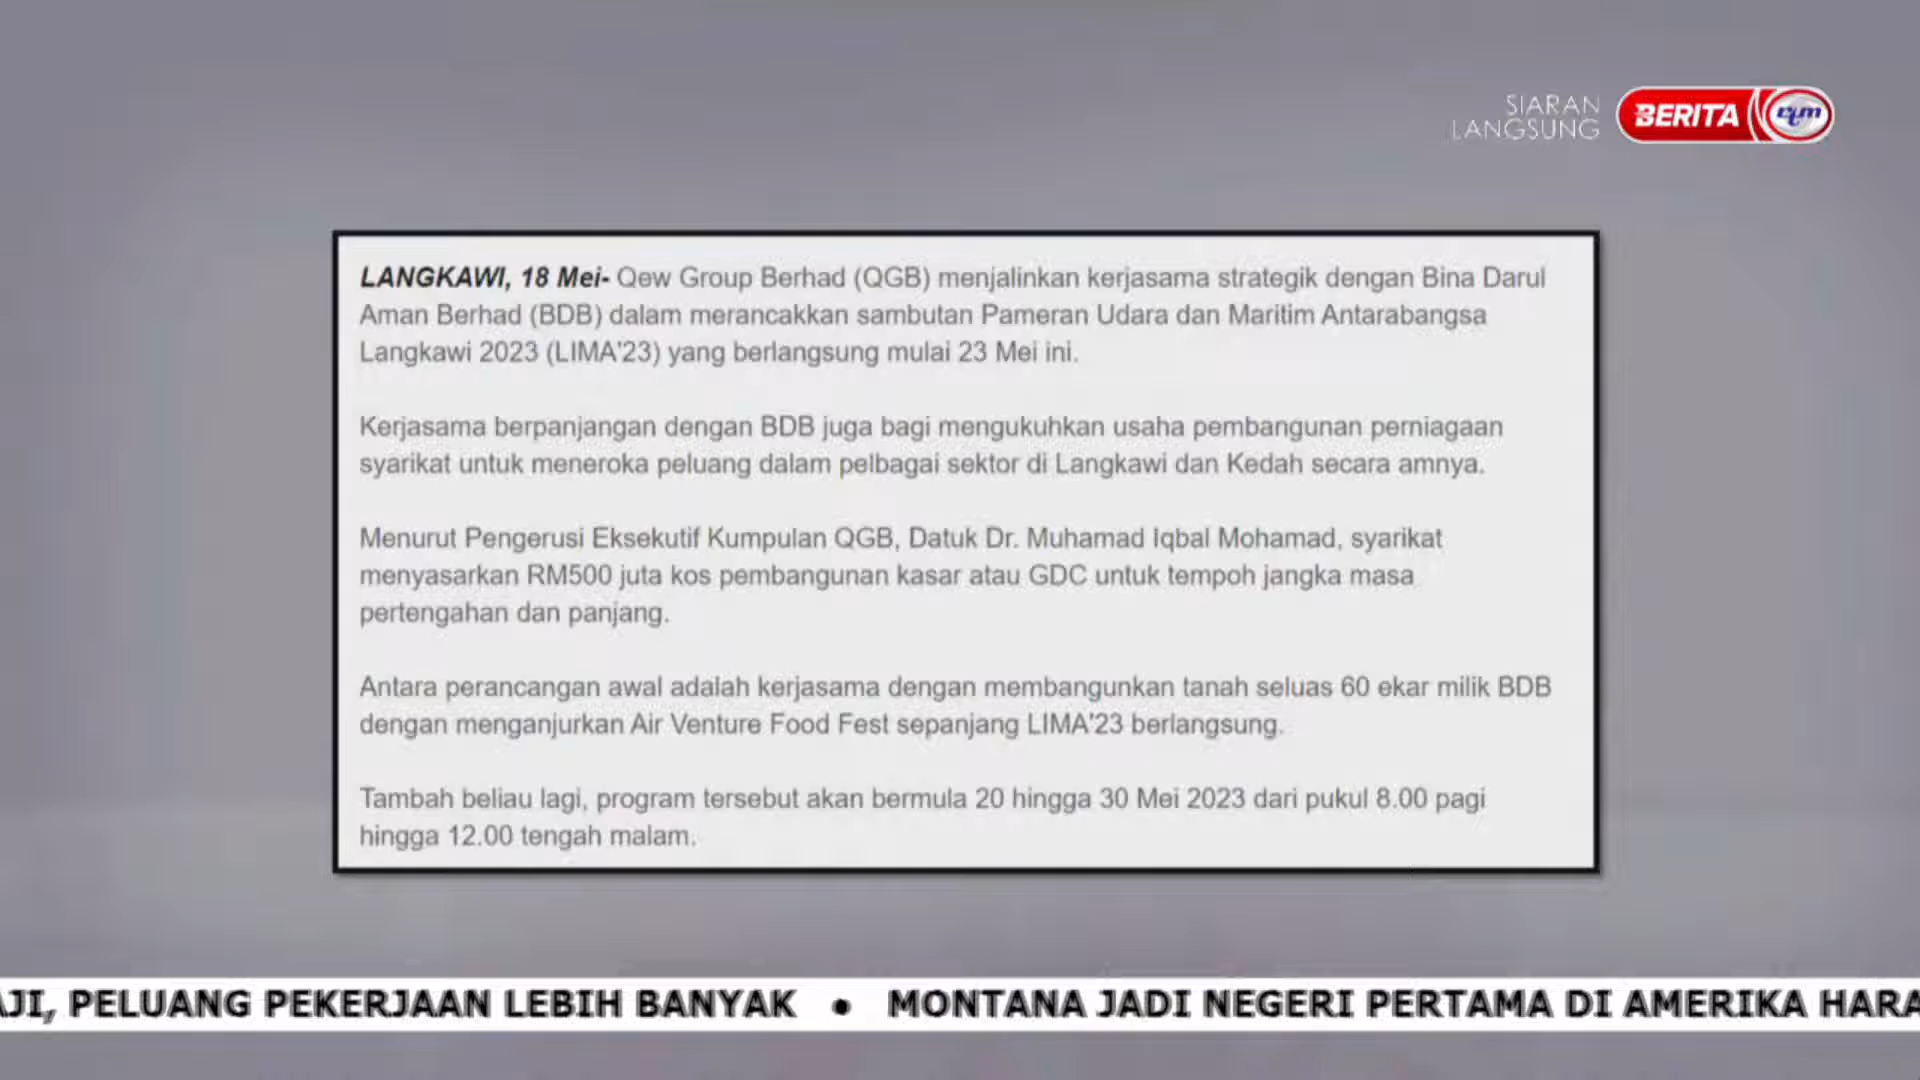 SIARAN
LANGSUNG
BERITA rtm
LANGKAWI, 18 Mei- Qew Group Berhad (QGB) menjalinkan kerjasama strategik dengan Bina Darul
Aman Berhad (BDB) dalam merancakkan sambutan Pameran Udara dan Maritim Antarabangsa
Langkawi 2023 (LIMA'23) yang berlangsung mulai 23 Mei ini.
Kerjasama berpanjangan dengan BDB juga bagi mengukuhkan usaha pembangunan perniagaan
syarikat untuk meneroka peluang dalam pelbagai sektor di Langkawi dan Kedah secara amnya.
Menurut Pengerusi Eksekutif Kumpulan QGB, Datuk Dr. Muhamad Iqbal Mohamad, syarikat
menyasarkan RM500 juta kos pembangunan kasar atau GDC untuk tempoh jangka masa
pertengahan dan panjang.
Antara perancangan awal adalah kerjasama dengan membangunkan tanah seluas 60 ekar milik BDB
dengan menganjurkan Air Venture Food Fest sepanjang LIMA'23 berlangsung.
Tambah beliau lagi, program tersebut akan bermula 20 hingga 30 Mei 2023 dari pukul 8.00 pagi
hingga 12.00 tengah malam.
AJI, PELUANG PEKERJAAN LEBIH BANYAK • MONTANA JADI NEGERI PERTAMA DI AMERIKA HARA